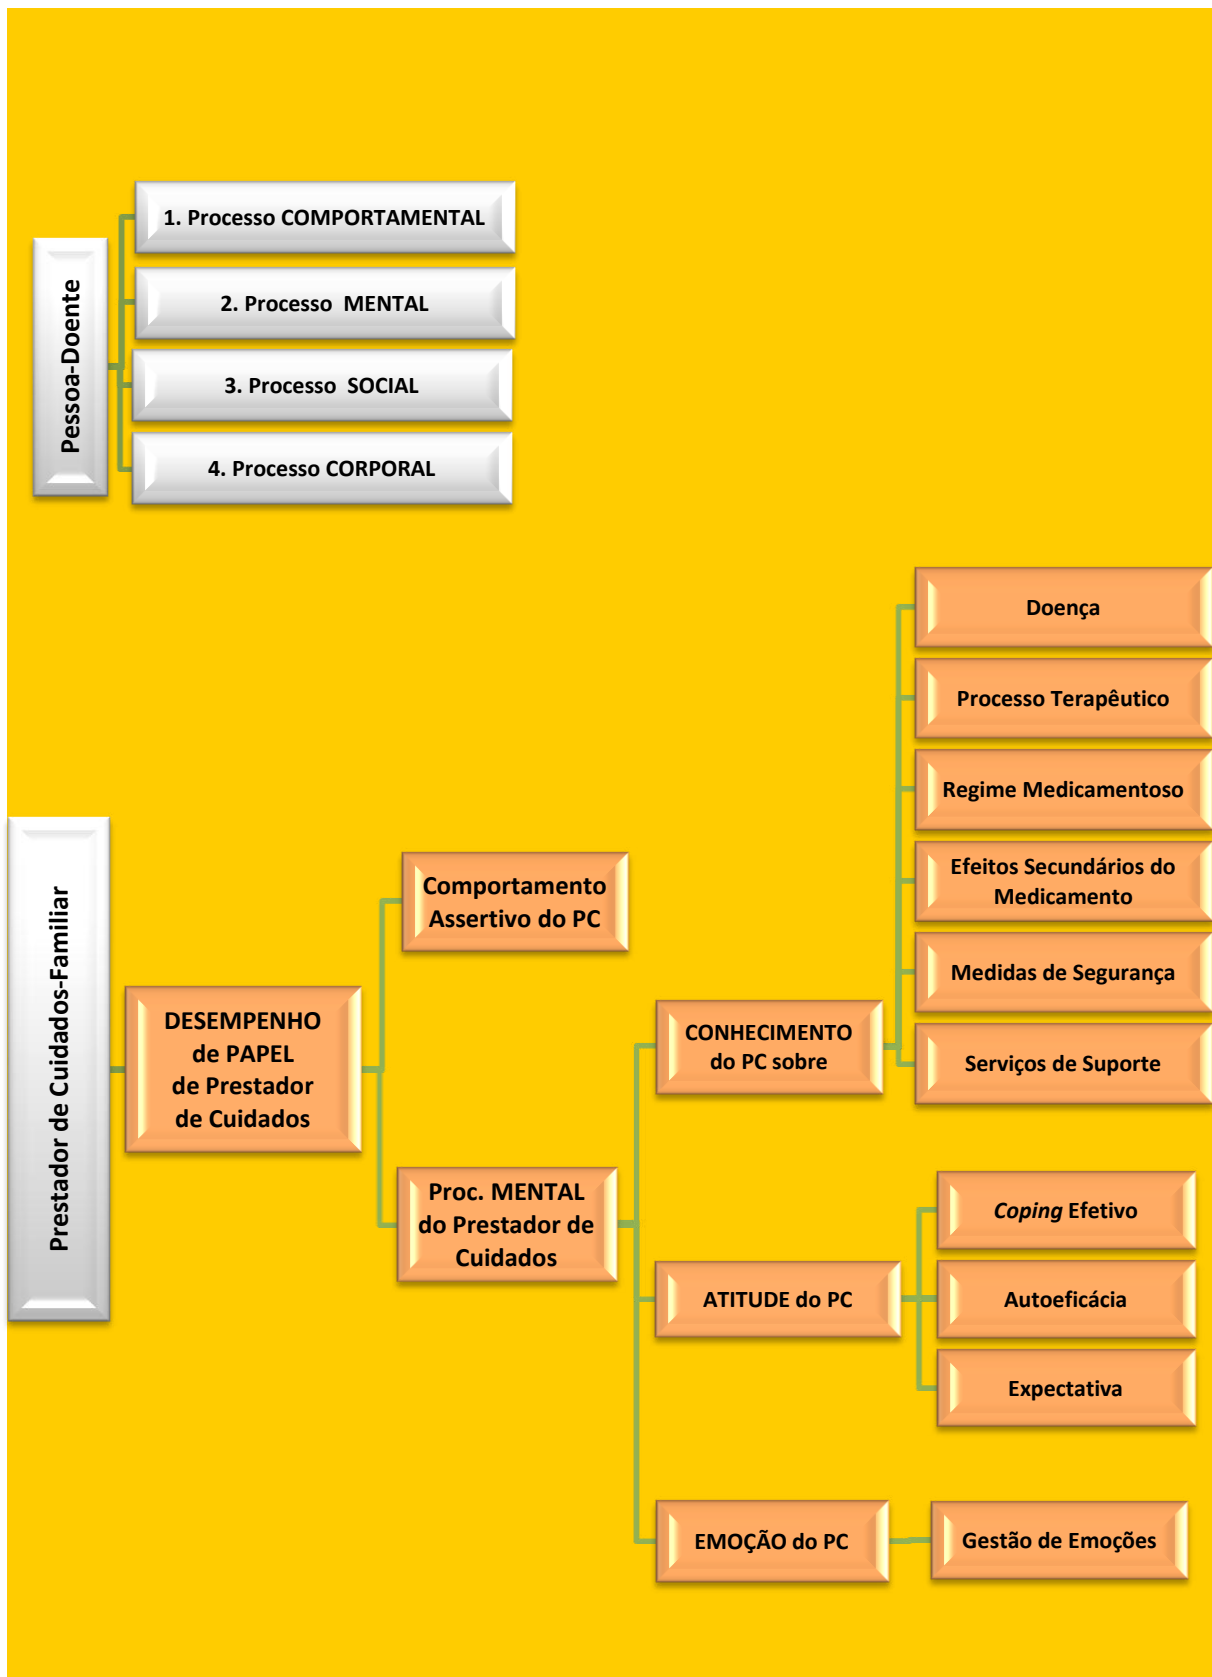 Pessoa-Doente
1. Processo COMPORTAMENTAL
2. Processo MENTAL
3. Processo SOCIAL
4. Processo CORPORAL
Prestador de Cuidados-Familiar
DESEMPENHO
de PAPEL
de Prestador
de Cuidados
Comportamento
Assertivo do PC
Proc. MENTAL
do Prestador de
Cuidados
CONHECIMENTO
do PC sobre
Doença
Processo Terapêutico
Regime Medicamentoso
Efeitos Secundários do
Medicamento
Medidas de Segurança
Serviços de Suporte
ATITUDE do PC
Coping Efetivo
Autoeficácia
Expectativa
EMOÇÃO do PC
Gestão de Emoções